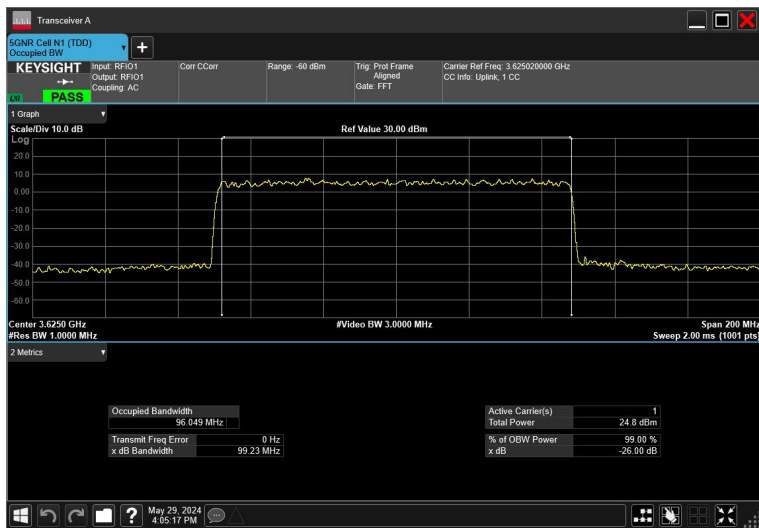 Transceiver A
5GNR Cell N1 (TDD)
Occupied BW
KEYSIGHT
LXI
PASS
Input: RFIO1
Output: RFIO1
Coupling: AC
Corr CCorr
Range: -60 dBm
Trig: Prot Frame
Aligned
Gate: FFT
Carrier Ref Freq: 3.625020000 GHz
CC Info: Uplink, 1 CC
1 Graph
Scale/Div 10.0 dB
Ref Value 30.00 dBm
Log
20.0
10.0
0.00
-10.0
-20.0
-30.0
-40.0
-50.0
-60.0
Center 3.6250 GHz
#Video BW 3.0000 MHz
Span 200 MHz
#Res BW 1.0000 MHz
Sweep 2.00 ms (1001 pts)
2 Metrics
Occupied Bandwidth
96.049 MHz
Transmit Freq Error 0 Hz
x dB Bandwidth 99.23 MHz
Active Carrier(s) 1
Total Power 24.8 dBm
% of OBW Power 99.00 %
x dB -26.00 dB
May 29, 2024
4:05:17 PM